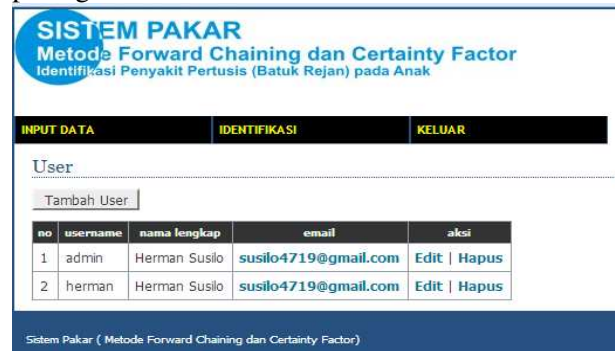 SISTEM PAKAR
Metode Forward Chaining dan Certainty Factor
Identifikasi Penyakit Pertusis (Batuk Rejan) pada Anak
INPUT DATA IDENTIFIKASI KELUAR
User
Tambah User
no username nama lengkap email aksi
1 admin Herman Susilo susilo4719@gmail.com Edit | Hapus
2 herman Herman Susilo susilo4719@gmail.com Edit | Hapus
Sistem Pakar ( Metode Forward Chaining dan Certainty Factor)